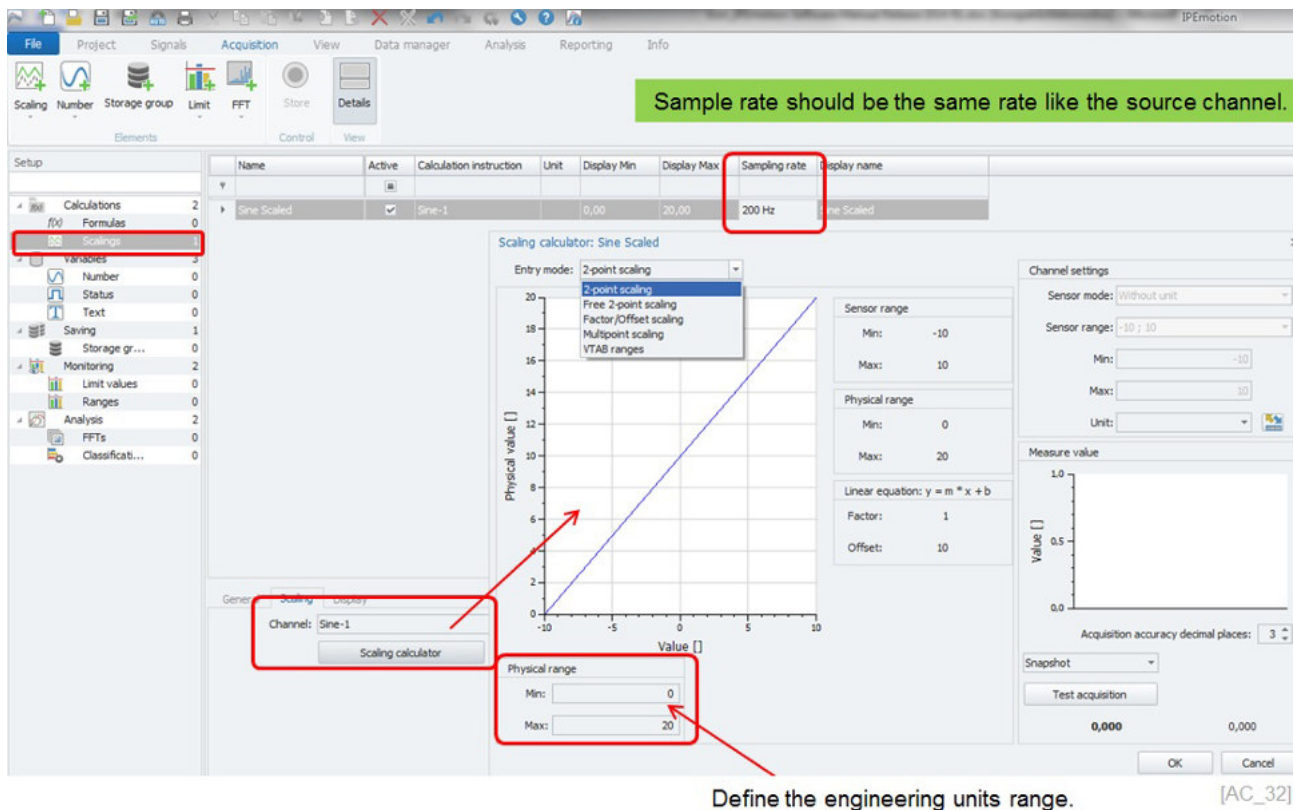 IPEmotion
File Project Signals Acquisition View Data manager Analysis Reporting Info
Scaling Number Storage group Limit FFT Store Details
Elements Control View
Sample rate should be the same rate like the source channel.
Setup
Name Active Calculation instruction Unit Display Min Display Max Sampling rate Display name
Sine Scaled Sine-1 0,00 20,00 200 Hz Sine Scaled
Calculations 2
f(x) Formulas 0
Scalings 1
Variables 3
Number 0
Status 0
Text 0
Saving 1
Storage gr... 0
Monitoring 2
Limit values 0
Ranges 0
Analysis 2
FFTs 0
Classificati... 0
Scaling calculator: Sine Scaled
Entry mode: 2-point scaling
2-point scaling
Free 2-point scaling
Factor/Offset scaling
Multipoint scaling
VTAB ranges
Physical value []
20
18
16
14
12
10
8
6
4
2
0
-10 -5 0 5 10
Value []
Sensor range
Min: -10
Max: 10
Physical range
Min: 0
Max: 20
Linear equation: y = m * x + b
Factor: 1
Offset: 10
Channel settings
Sensor mode: Without unit
Sensor range: -10 ; 10
Min: -10
Max: 10
Unit:
Measure value
Value []
1.0
0.5
0.0
Acquisition accuracy decimal places: 3
Snapshot
Test acquisition
0,000 0,000
OK Cancel
General Scaling Display
Channel: Sine-1
Scaling calculator
Physical range
Min: 0
Max: 20
Define the engineering units range.
[AC_32]